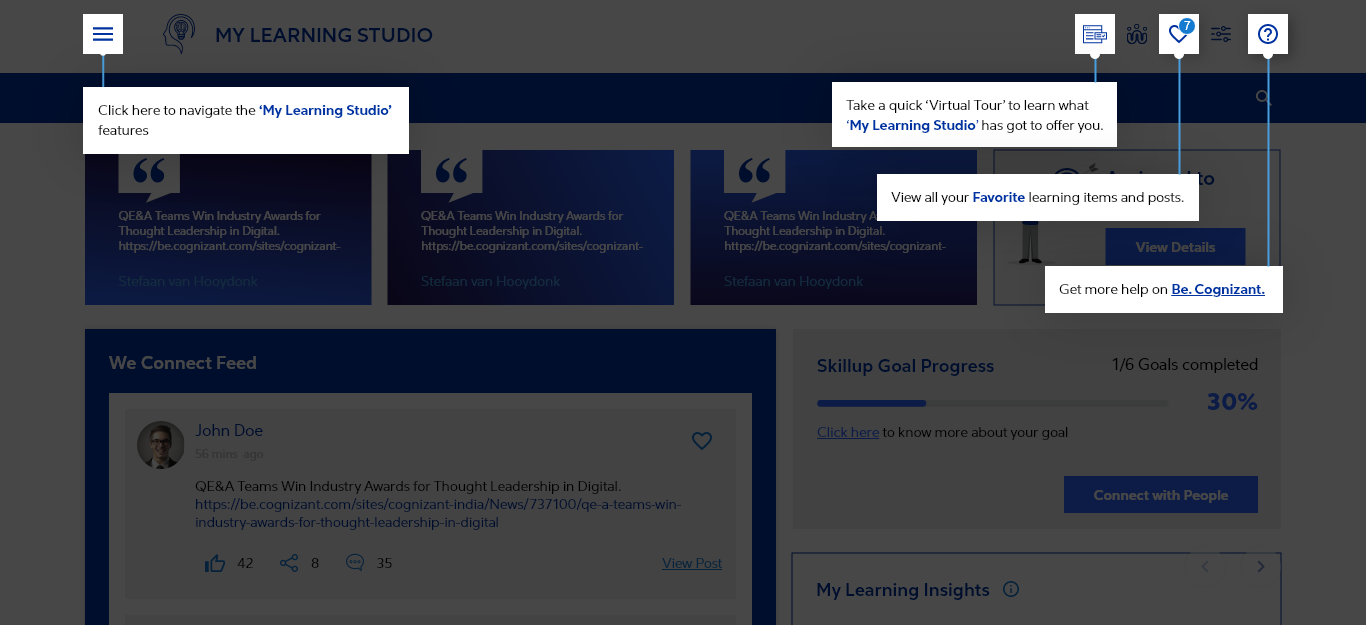 MY LEARNING STUDIO
7
Click here to navigate the ‘My Learning Studio’
features
Take a quick ‘Virtual Tour’ to learn what
‘My Learning Studio’ has got to offer you.
View all your Favorite learning items and posts.
Get more help on Be. Cognizant.
QE&A Teams Win Industry Awards for
Thought Leadership in Digital.
https://be.cognizant.com/sites/cognizant-
Stefaan van Hooydonk
QE&A Teams Win Industry Awards for
Thought Leadership in Digital.
https://be.cognizant.com/sites/cognizant-
Stefaan van Hooydonk
QE&A Teams Win Industry A
Thought Leadership in Digital.
https://be.cognizant.com/sites/cognizant-
Stefaan van Hooydonk
to
View Details
We Connect Feed
John Doe
56 mins ago
QE&A Teams Win Industry Awards for Thought Leadership in Digital.
https://be.cognizant.com/sites/cognizant-india/News/737100/qe-a-teams-win-
industry-awards-for-thought-leadership-in-digital
42
8
35
View Post
Skillup Goal Progress
1/6 Goals completed
30%
Click here to know more about your goal
Connect with People
My Learning Insights